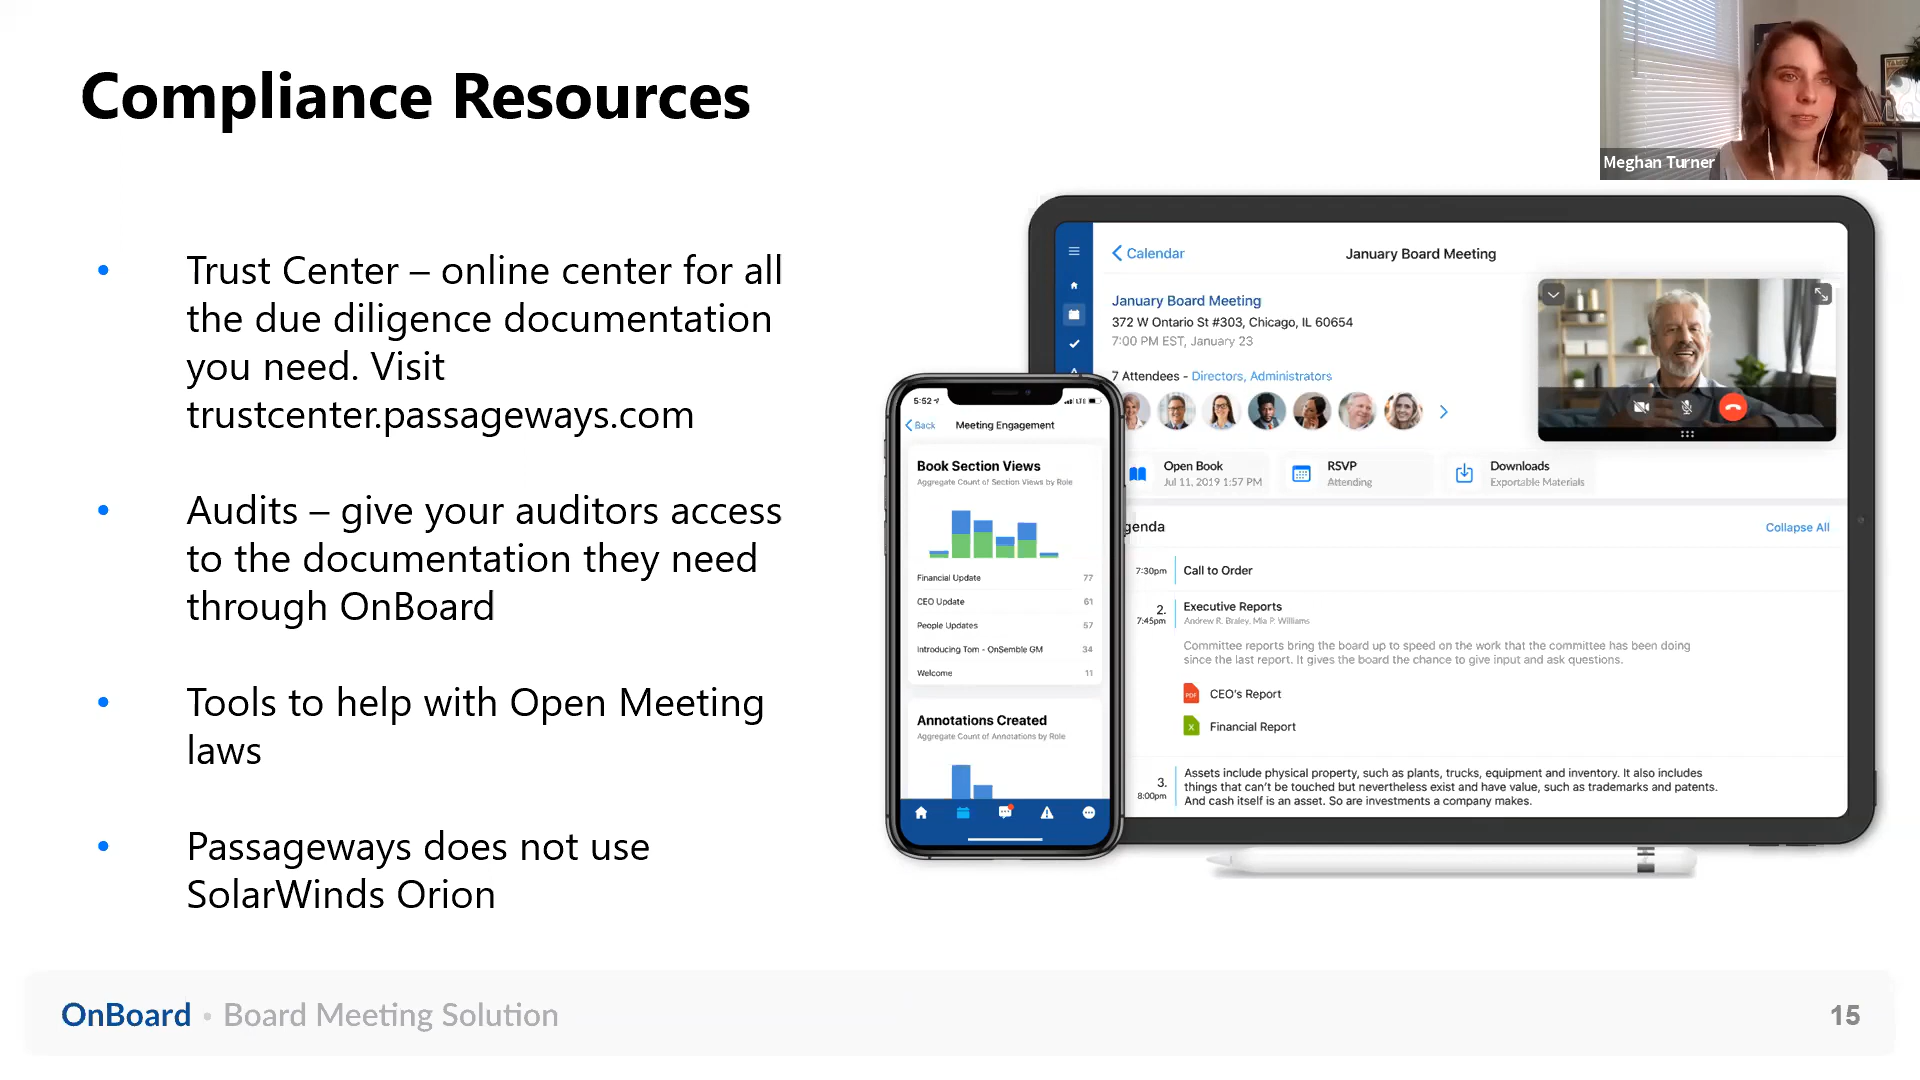 Compliance Resources
Meghan Turner
• Trust Center – online center for all
the due diligence documentation
you need. Visit
trustcenter.passageways.com
• Audits – give your auditors access
to the documentation they need
through OnBoard
• Tools to help with Open Meeting
laws
• Passageways does not use
SolarWinds Orion
5:52
LTE
Back
Meeting Engagement
Book Section Views
Aggregate Count of Section Views by Role
Financial Update 77
CEO Update 61
People Updates 57
Introducing Tom - OnSemble GM 34
Welcome 11
Annotations Created
Aggregate Count of Annotations by Role
Calendar
January Board Meeting
January Board Meeting
372 W Ontario St #303, Chicago, IL 60654
7:00 PM EST, January 23
7 Attendees - Directors, Administrators
Open Book
Jul 11, 2019 1:57 PM
RSVP
Attending
Downloads
Exportable Materials
genda
Collapse All
7:30pm Call to Order
2. Executive Reports
7:45pm Andrew R. Braley, Mia P. Williams
Committee reports bring the board up to speed on the work that the committee has been doing
since the last report. It gives the board the chance to give input and ask questions.
PDF CEO's Report
X Financial Report
3. Assets include physical property, such as plants, trucks, equipment and inventory. It also includes
things that can't be touched but nevertheless exist and have value, such as trademarks and patents.
8:00pm And cash itself is an asset. So are investments a company makes.
OnBoard • Board Meeting Solution
15